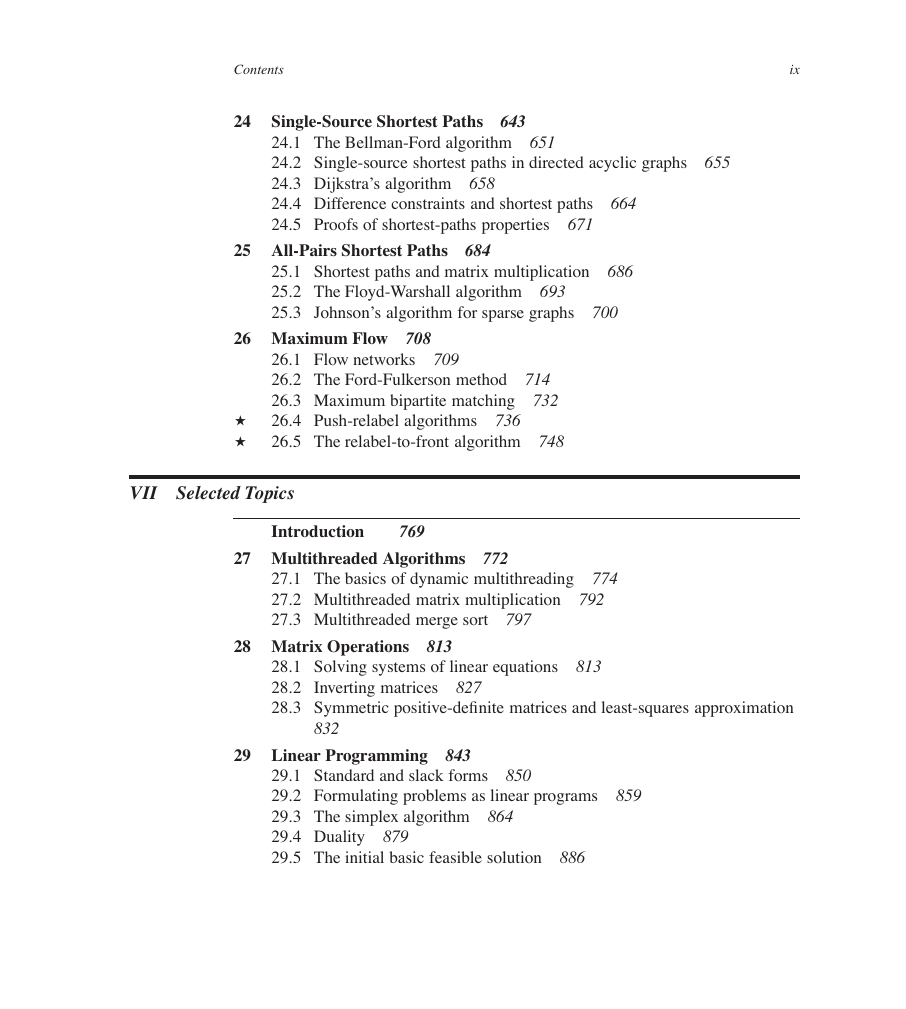 Contents ix
24 Single-Source Shortest Paths 643
24.1 The Bellman-Ford algorithm 651
24.2 Single-source shortest paths in directed acyclic graphs 655
24.3 Dijkstra's algorithm 658
24.4 Difference constraints and shortest paths 664
24.5 Proofs of shortest-paths properties 671
25 All-Pairs Shortest Paths 684
25.1 Shortest paths and matrix multiplication 686
25.2 The Floyd-Warshall algorithm 693
25.3 Johnson's algorithm for sparse graphs 700
26 Maximum Flow 708
26.1 Flow networks 709
26.2 The Ford-Fulkerson method 714
26.3 Maximum bipartite matching 732
★ 26.4 Push-relabel algorithms 736
★ 26.5 The relabel-to-front algorithm 748
VII Selected Topics
Introduction 769
27 Multithreaded Algorithms 772
27.1 The basics of dynamic multithreading 774
27.2 Multithreaded matrix multiplication 792
27.3 Multithreaded merge sort 797
28 Matrix Operations 813
28.1 Solving systems of linear equations 813
28.2 Inverting matrices 827
28.3 Symmetric positive-definite matrices and least-squares approximation
832
29 Linear Programming 843
29.1 Standard and slack forms 850
29.2 Formulating problems as linear programs 859
29.3 The simplex algorithm 864
29.4 Duality 879
29.5 The initial basic feasible solution 886